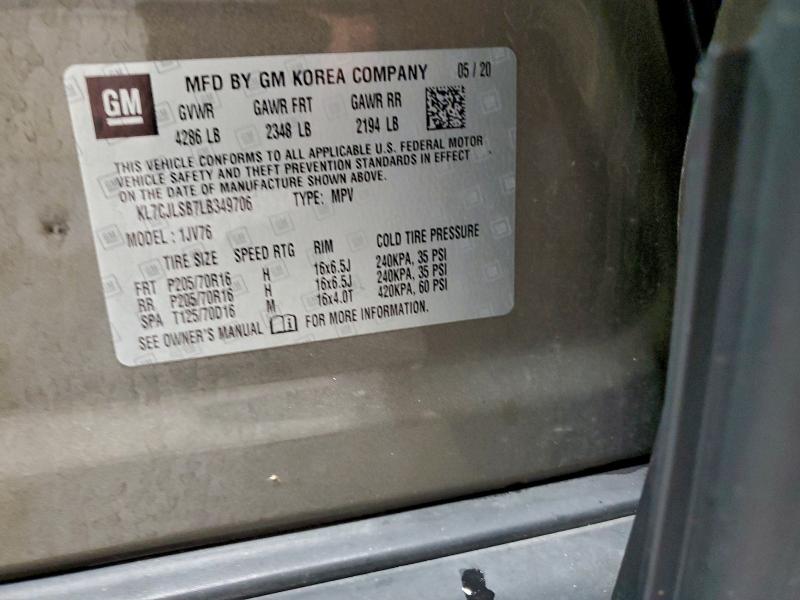 GM
MFD BY GM KOREA COMPANY 05 / 20
GVWR GAWR FRT GAWR RR
4286 LB 2348 LB 2194 LB
THIS VEHICLE CONFORMS TO ALL APPLICABLE U.S. FEDERAL MOTOR
VEHICLE SAFETY AND THEFT PREVENTION STANDARDS IN EFFECT
ON THE DATE OF MANUFACTURE SHOWN ABOVE.
KL7CJLSB7LB349706 TYPE: MPV
MODEL : 1JV76
TIRE SIZE SPEED RTG RIM COLD TIRE PRESSURE
FRT P205/70R16 H 16x6.5J 240KPA, 35 PSI
RR P205/70R16 H 16x6.5J 240KPA, 35 PSI
SPA T125/70D16 M 16x4.0T 420KPA, 60 PSI
SEE OWNER'S MANUAL FOR MORE INFORMATION.